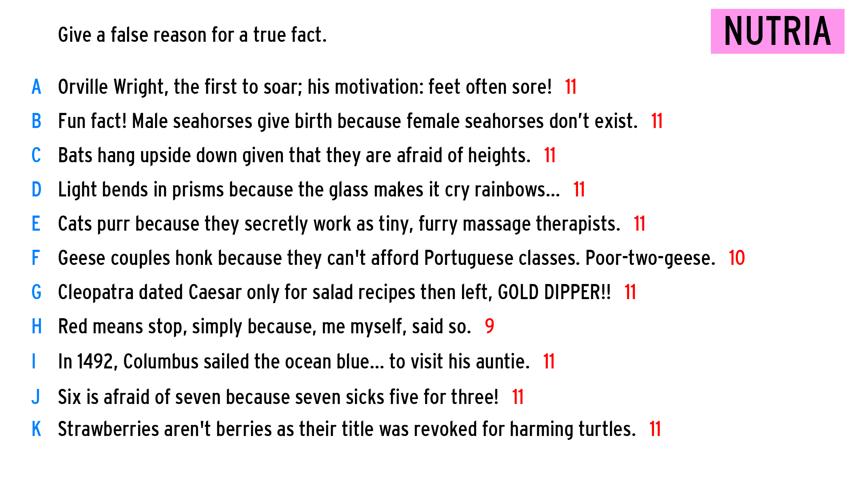 Give a false reason for a true fact.
NUTRIA
A Orville Wright, the first to soar; his motivation: feet often sore! 11
B Fun fact! Male seahorses give birth because female seahorses don’t exist. 11
C Bats hang upside down given that they are afraid of heights. 11
D Light bends in prisms because the glass makes it cry rainbows... 11
E Cats purr because they secretly work as tiny, furry massage therapists. 11
F Geese couples honk because they can't afford Portuguese classes. Poor-two-geese. 10
G Cleopatra dated Caesar only for salad recipes then left, GOLD DIPPER!! 11
H Red means stop, simply because, me myself, said so. 9
I In 1492, Columbus sailed the ocean blue... to visit his auntie. 11
J Six is afraid of seven because seven sicks five for three! 11
K Strawberries aren't berries as their title was revoked for harming turtles. 11